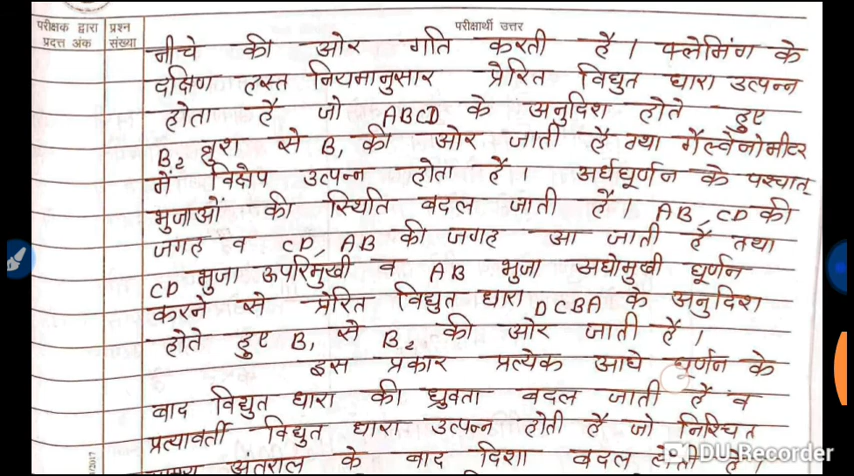 परीक्षक द्वारा प्रदत्त अंक
प्रश्न संख्या
परीक्षार्थी उत्तर
नीचे की ओर गति करती है। फ्लेमिंग के
दक्षिण हस्त नियमानुसार प्रेरित विद्युत धारा उत्पन्न
होता है जो ABCD के अनुदिश होते हुए
B₂ ब्रुश से B₁ की ओर जाती है तथा गैल्वेनोमीटर
में विक्षेप उत्पन्न होता है। अर्धघूर्णन के पश्चात्
भुजाओं की स्थिति बदल जाती है। AB, CD की
जगह व CD, AB की जगह आ जाती है तथा
CD भुजा ऊपरिमुखी व AB भुजा अधोमुखी घूर्णन
करने से प्रेरित विद्युत धारा DCBA के अनुदिश
होते हुए B₁ से B₂ की ओर जाती है।
इस प्रकार प्रत्येक आधे घूर्णन के
बाद विद्युत धारा की ध्रुवता बदल जाती है व
प्रत्यावर्ती विद्युत धारा उत्पन्न होती है जो निश्चित
अंतराल के बाद दिशा बदल
DU Recorder
/2017